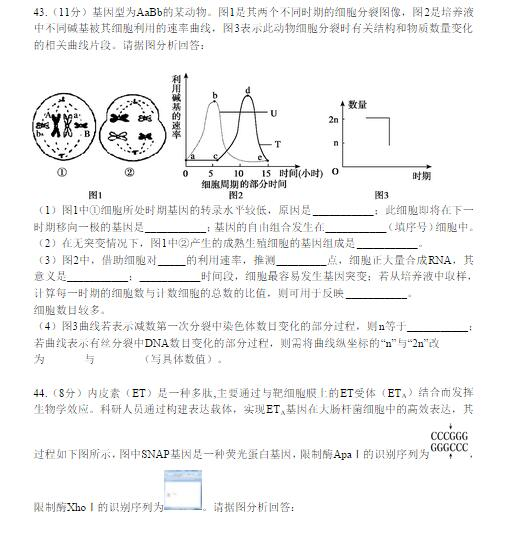 43.(11分）基因型为AaBb的某动物。图1是其两个不同时期的细胞分裂图像，图2是培养液
中不同碱基被其细胞利用的速率曲线，图3表示此动物细胞分裂时有关结构和物质数量变化
的相关曲线片段。请据图分析回答：
A a
b B
①
②
图1
利用碱基的速率
b d
U
T
a c e
0 5 10 15 时间(小时)
细胞周期的部分时间
图2
数量
2n
n
O
时期
图3
（1）图1中①细胞所处时期基因的转录水平较低，原因是__________；此细胞即将在下一
时期移向一极的基因是__________；基因的自由组合发生在__________（填序号)细胞中。
（2）在无突变情况下，图1中②产生的成熟生殖细胞的基因组成是__________。
（3）图2中，借助细胞对_____的利用速率，推测________点，细胞正大量合成RNA，其
意义是__________；__________时间段，细胞最容易发生基因突变；若从培养液中取样，
计算每一时期的细胞数与计数细胞的总数的比值，则可用于反映__________。
细胞数目较多。
（4）图3曲线若表示减数第一次分裂中染色体数目变化的部分过程，则n等于__________；
若曲线表示有丝分裂中DNA数目变化的部分过程，则需将曲线纵坐标的“n”与“2n”改
为 与 （写具体数值）。
44.(8分）内皮素（ET）是一种多肽,主要通过与靶细胞膜上的ET受体（ETA）结合而发挥
生物学效应。科研人员通过构建表达载体，实现ETA基因在大肠杆菌细胞中的高效表达，其
过程如下图所示，图中SNAP基因是一种荧光蛋白基因，限制酶ApaⅠ的识别序列为 CCCGGG GGGCCC ，
限制酶XhoⅠ的识别序列为 。请据图分析回答：